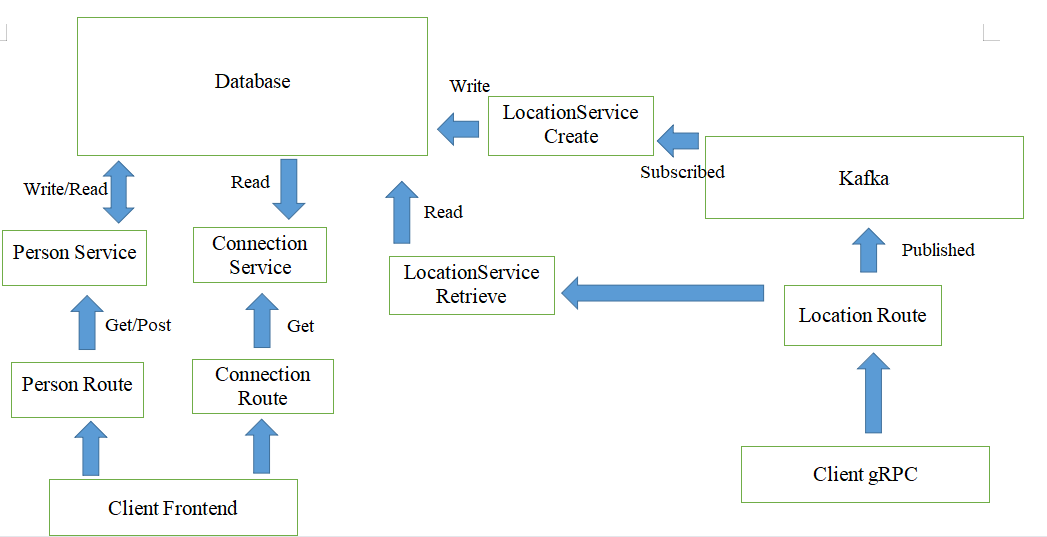 Database
Write
LocationService
Create
Subscribed
Kafka
Write/Read
Read
Read
Published
Person Service
Connection
Service
LocationService
Retrieve
Location Route
Get/Post
Get
Person Route
Connection
Route
Client gRPC
Client Frontend